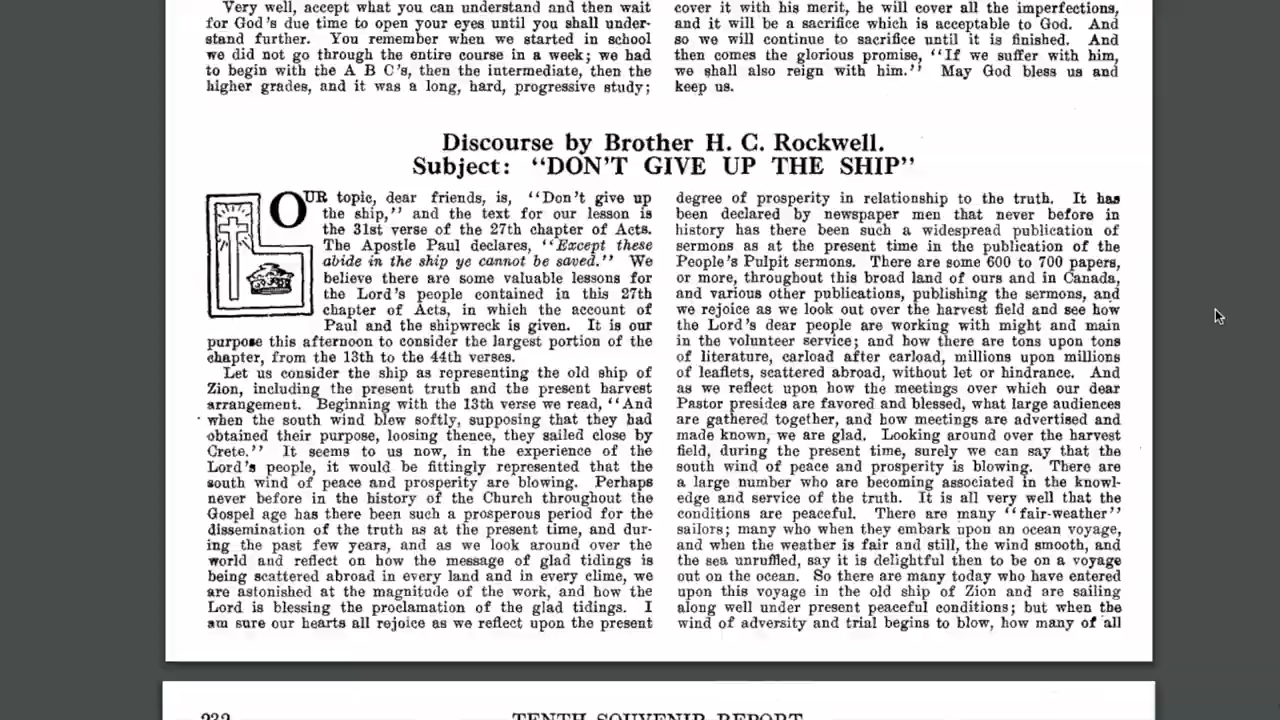 Very well, accept what you can understand and then wait
for God's due time to open your eyes until you shall under-
stand further. You remember when we started in school
we did not go through the entire course in a week; we had
to begin with the A B C's, then the intermediate, then the
higher grades, and it was a long, hard, progressive study;
cover it with his merit, he will cover all the imperfections,
and it will be a sacrifice which is acceptable to God. And
so we will continue to sacrifice until it is finished. And
then comes the glorious promise, "If we suffer with him,
we shall also reign with him." May God bless us and
keep us.
Discourse by Brother H. C. Rockwell.
Subject: "DON'T GIVE UP THE SHIP"
OUR topic, dear friends, is, "Don't give up
the ship," and the text for our lesson is
the 31st verse of the 27th chapter of Acts.
The Apostle Paul declares, "Except these
abide in the ship ye cannot be saved." We
believe there are some valuable lessons for
the Lord's people contained in this 27th
chapter of Acts, in which the account of
Paul and the shipwreck is given. It is our
purpose this afternoon to consider the largest portion of the
chapter, from the 13th to the 44th verses.
Let us consider the ship as representing the old ship of
Zion, including the present truth and the present harvest
arrangement. Beginning with the 13th verse we read, "And
when the south wind blew softly, supposing that they had
obtained their purpose, loosing thence, they sailed close by
Crete." It seems to us now, in the experience of the
Lord's people, it would be fittingly represented that the
south wind of peace and prosperity are blowing. Perhaps
never before in the history of the Church throughout the
Gospel age has there been such a prosperous period for the
dissemination of the truth as at the present time, and dur-
ing the past few years, and as we look around over the
world and reflect on how the message of glad tidings is
being scattered abroad in every land and in every clime, we
are astonished at the magnitude of the work, and how the
Lord is blessing the proclamation of the glad tidings. I
am sure our hearts all rejoice as we reflect upon the present
degree of prosperity in relationship to the truth. It has
been declared by newspaper men that never before in
history has there been such a widespread publication of
sermons as at the present time in the publication of the
People's Pulpit sermons. There are some 600 to 700 papers,
or more, throughout this broad land of ours and in Canada,
and various other publications, publishing the sermons, and
we rejoice as we look out over the harvest field and see how
the Lord's dear people are working with might and main
in the volunteer service; and how there are tons upon tons
of literature, carload after carload, millions upon millions
of leaflets, scattered abroad, without let or hindrance. And
as we reflect upon how the meetings over which our dear
Pastor presides are favored and blessed, what large audiences
are gathered together, and how meetings are advertised and
made known, we are glad. Looking around over the harvest
field, during the present time, surely we can say that the
south wind of peace and prosperity is blowing. There are
a large number who are becoming associated in the knowl-
edge and service of the truth. It is all very well that the
conditions are peaceful. There are many "fair-weather"
sailors; many who when they embark upon an ocean voyage,
and when the weather is fair and still, the wind smooth, and
the sea unruffled, say it is delightful then to be on a voyage
out on the ocean. So there are many today who have entered
upon this voyage in the old ship of Zion and are sailing
along well under present peaceful conditions; but when the
wind of adversity and trial begins to blow, how many of all
232 TENTH SOUVENIR REPORT